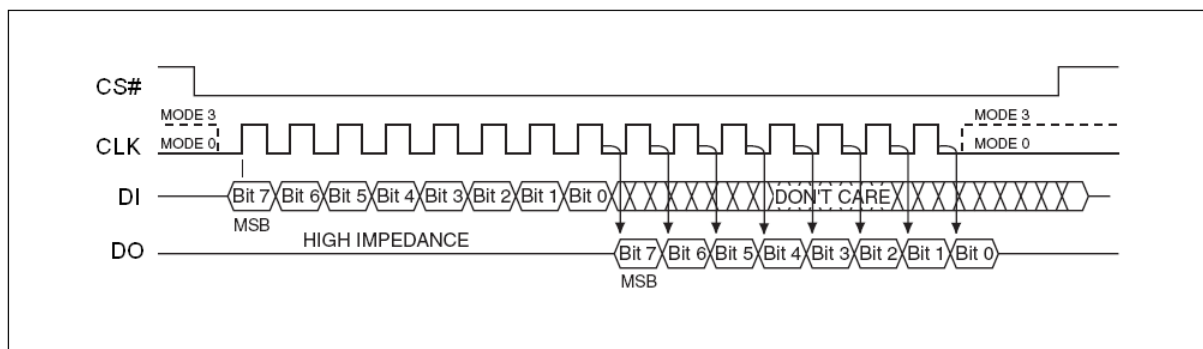 CS#
MODE 3
MODE 3
CLK
MODE 0
MODE 0
DI
Bit 7 Bit 6 Bit 5 Bit 4 Bit 3 Bit 2 Bit 1 Bit 0
DON'T CARE
MSB
HIGH IMPEDANCE
DO
Bit 7 Bit 6 Bit 5 Bit 4 Bit 3 Bit 2 Bit 1 Bit 0
MSB